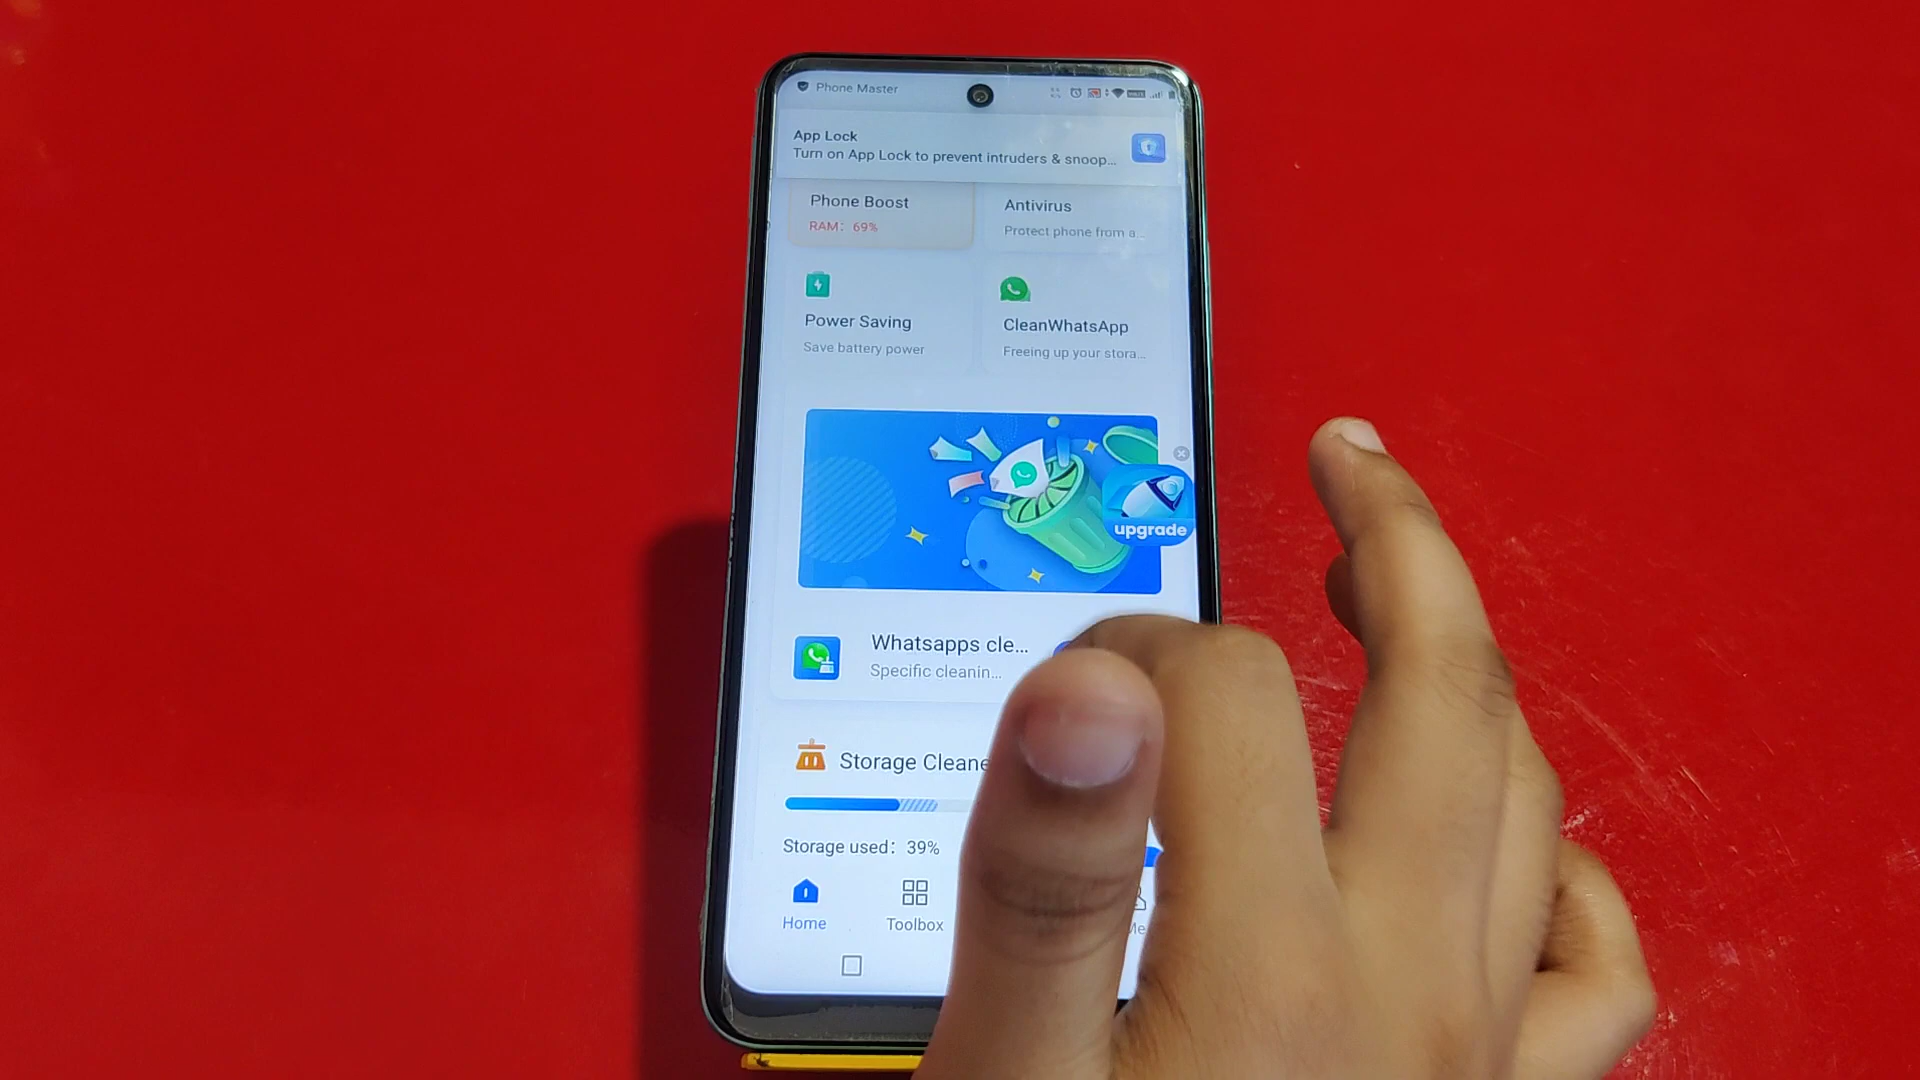 Phone Master
App Lock
Turn on App Lock to prevent intruders & snoop...
Phone Boost
RAM: 69%
Antivirus
Protect phone from a...
Power Saving
Save battery power
CleanWhatsApp
Freeing up your stora...
upgrade
Whatsapps cle...
Specific cleanin...
Storage Cleane
Storage used: 39%
Home
Toolbox
Me